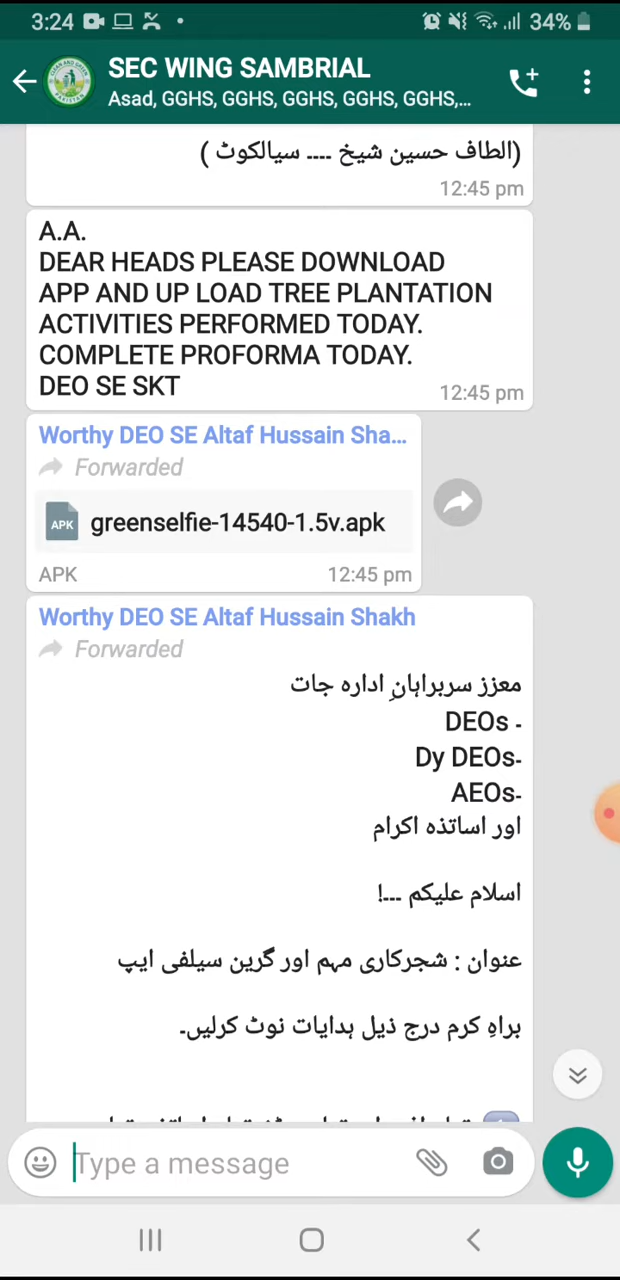 3:24
34%
SEC WING SAMBRIAL
Asad, GGHS, GGHS, GGHS, GGHS, GGHS,...
(الطاف حسین شیخ ---- سیالکوٹ )
12:45 pm
A.A.
DEAR HEADS PLEASE DOWNLOAD
APP AND UP LOAD TREE PLANTATION
ACTIVITIES PERFORMED TODAY.
COMPLETE PROFORMA TODAY.
DEO SE SKT
12:45 pm
Worthy DEO SE Altaf Hussain Sha...
Forwarded
APK
greenselfie-14540-1.5v.apk
APK
12:45 pm
Worthy DEO SE Altaf Hussain Shakh
Forwarded
معزز سربراہانِ ادارہ جات
DEOs -
Dy DEOs-
AEOs-
اور اساتذہ اکرام
اسلام علیکم ---!
عنوان : شجرکاری مہم اور گرین سیلفی ایپ
براہِ کرم درج ذیل ہدایات نوٹ کرلیں۔
Type a message